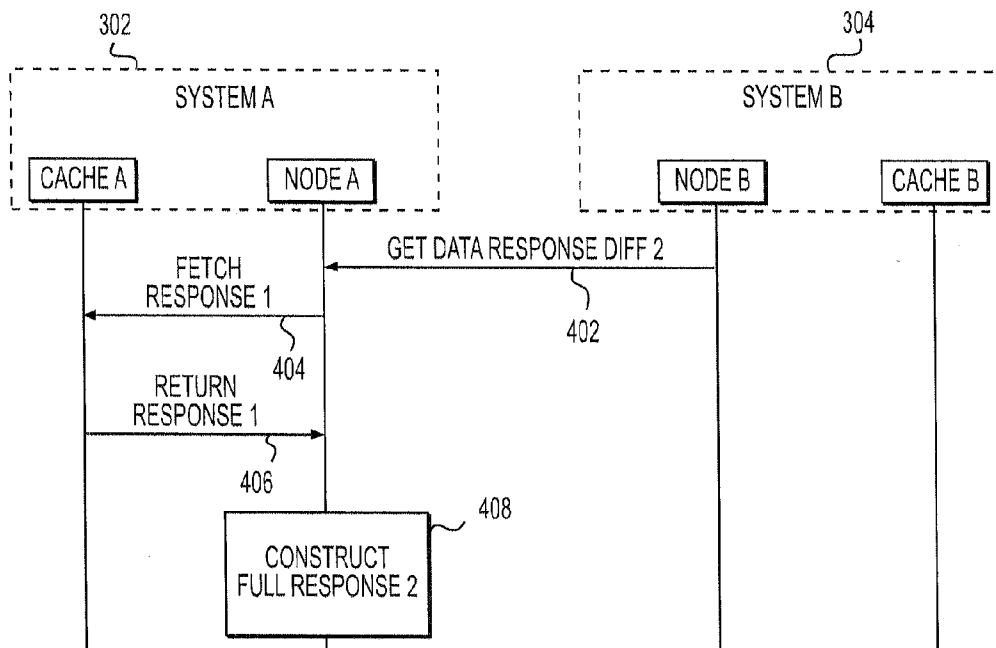 302
304
SYSTEM A
SYSTEM B
CACHE A
NODE A
NODE B
CACHE B
GET DATA RESPONSE DIFF 2
402
FETCH
RESPONSE 1
404
RETURN
RESPONSE 1
406
408
CONSTRUCT
FULL RESPONSE 2